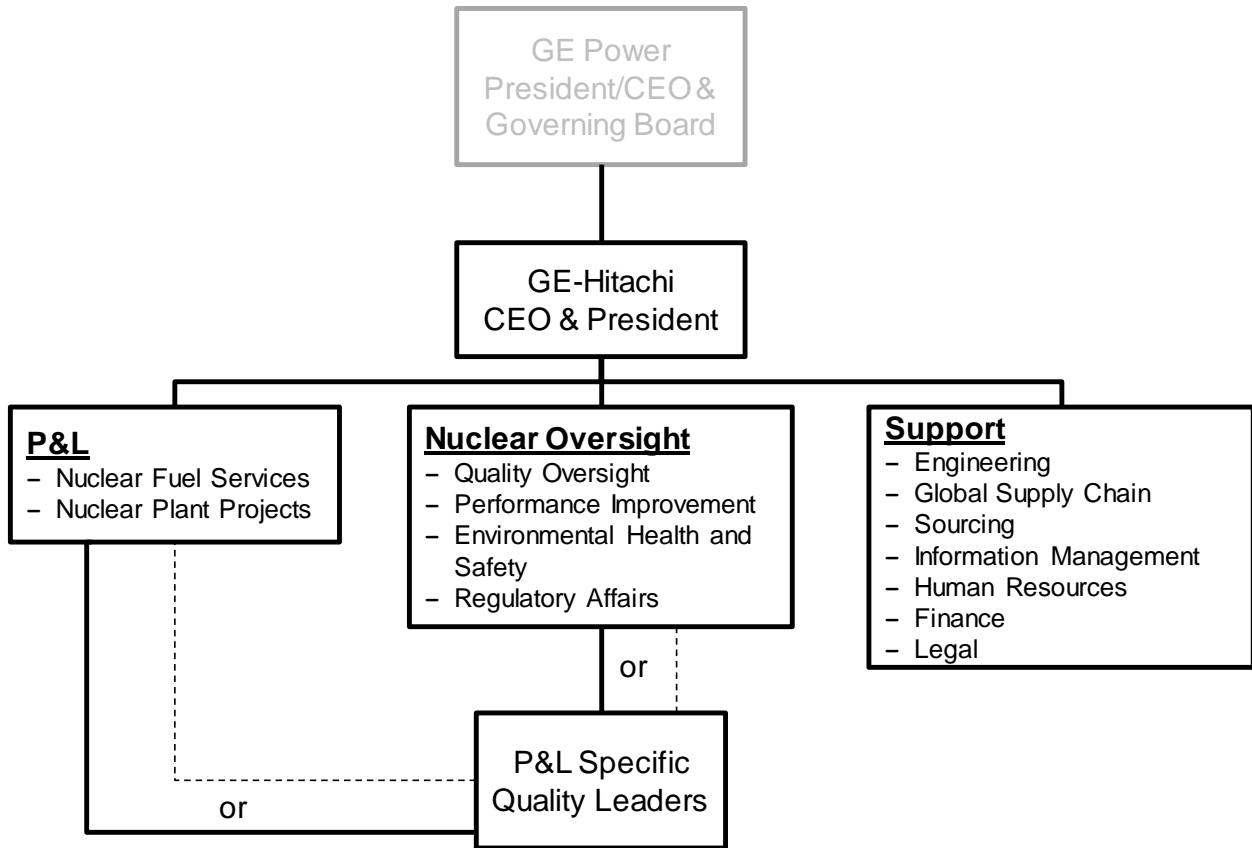 GE Power
President/CEO &
Governing Board
GE-Hitachi
CEO & President
P&L
– Nuclear Fuel Services
– Nuclear Plant Projects
Nuclear Oversight
– Quality Oversight
– Performance Improvement
– Environmental Health and
Safety
– Regulatory Affairs
Support
– Engineering
– Global Supply Chain
– Sourcing
– Information Management
– Human Resources
– Finance
– Legal
or
P&L Specific
Quality Leaders
or